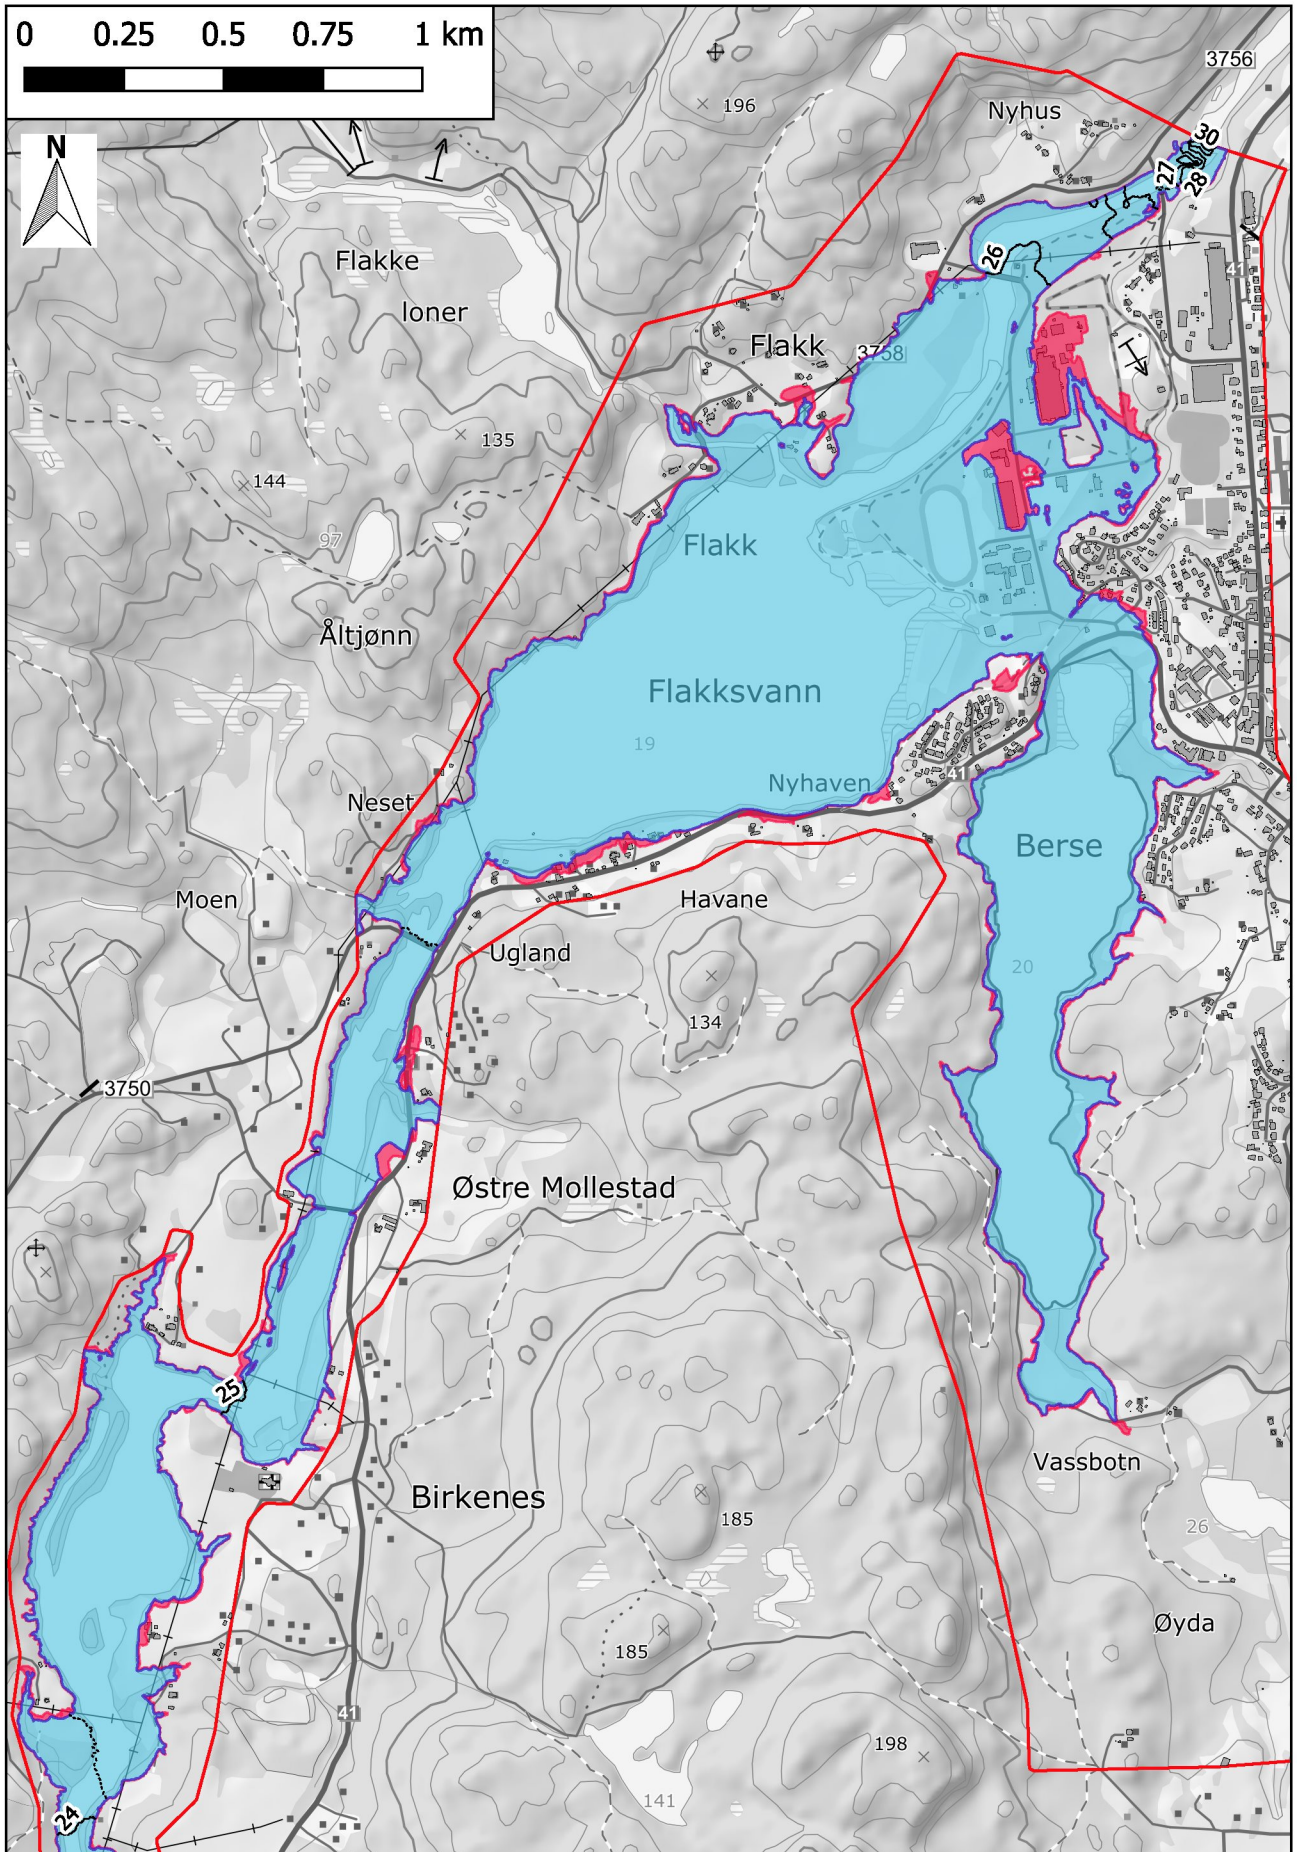 0 0.25 0.5 0.75 1 km
N
3756
196
Nyhus
30
27
28
26
Flakke
loner
41
Flakk
3758
135
144
97
Flakk
Åltjønn
Flakksvann
19
Nyhaven
41
Neset
Berse
Moen
Havane
Ugland
20
134
3750
Østre Mollestad
25
Birkenes
Vassbotn
185
26
185
Øyda
41
198
141
24